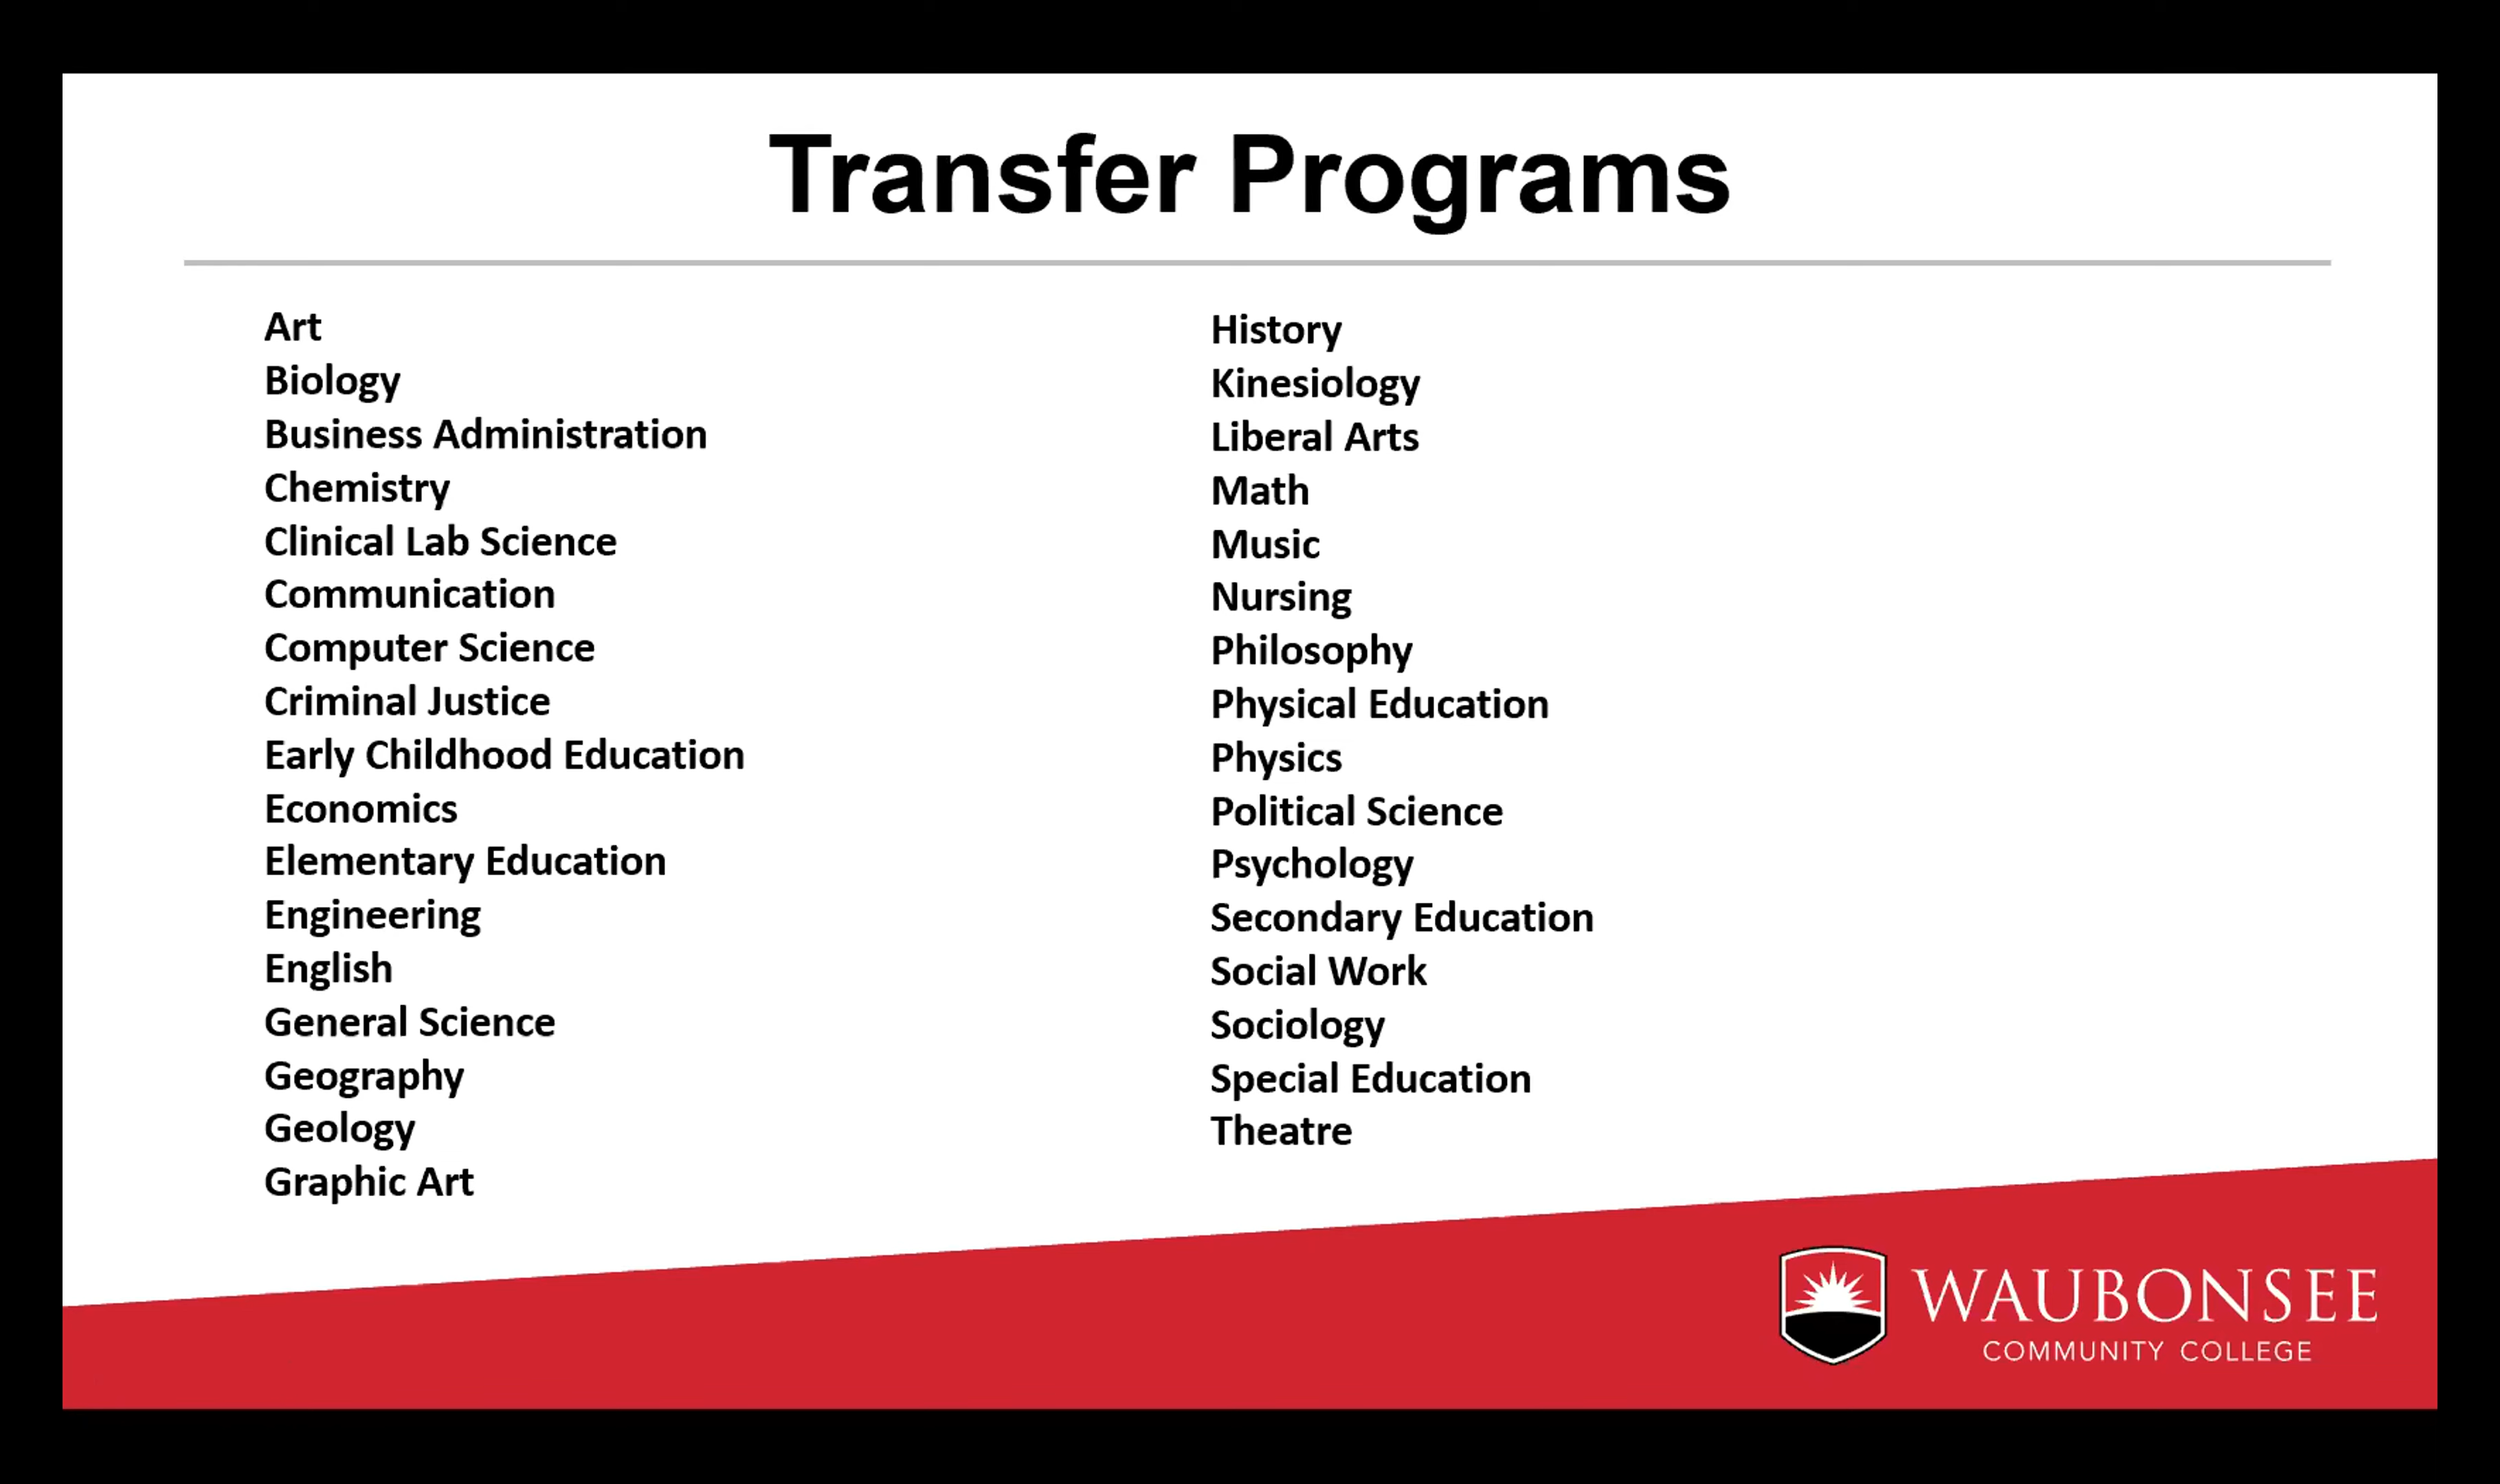 Transfer Programs
Art
Biology
Business Administration
Chemistry
Clinical Lab Science
Communication
Computer Science
Criminal Justice
Early Childhood Education
Economics
Elementary Education
Engineering
English
General Science
Geography
Geology
Graphic Art
History
Kinesiology
Liberal Arts
Math
Music
Nursing
Philosophy
Physical Education
Physics
Political Science
Psychology
Secondary Education
Social Work
Sociology
Special Education
Theatre
WAUBONSEE
COMMUNITY COLLEGE